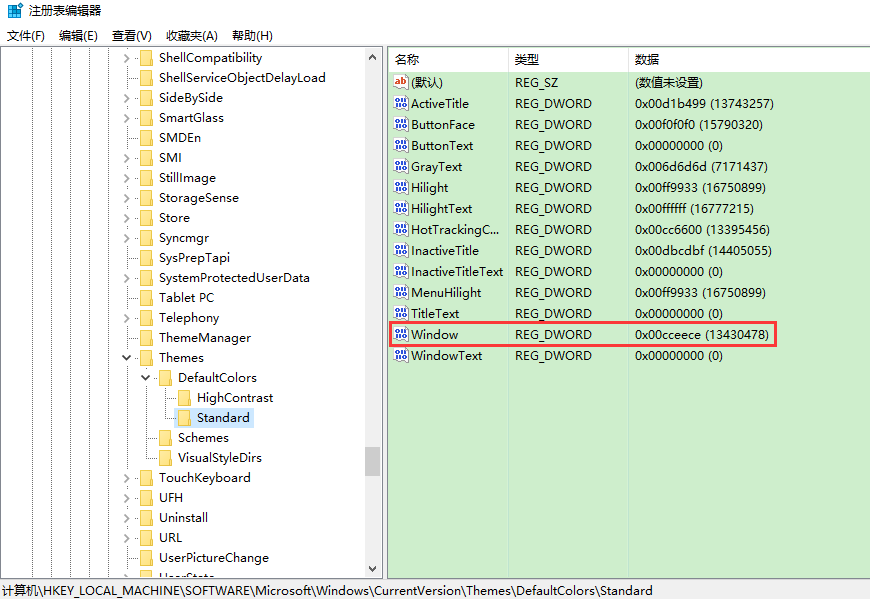 注册表编辑器
文件(F) 编辑(E) 查看(V) 收藏夹(A) 帮助(H)
ShellCompatibility
ShellServiceObjectDelayLoad
SideBySide
SmartGlass
SMDEn
SMI
StillImage
StorageSense
Store
Syncmgr
SysPrepTapi
SystemProtectedUserData
Tablet PC
Telephony
ThemeManager
Themes
DefaultColors
HighContrast
Standard
Schemes
VisualStyleDirs
TouchKeyboard
UFH
Uninstall
URL
UserPictureChange
名称 类型 数据
(默认) REG_SZ (数值未设置)
ActiveTitle REG_DWORD 0x00d1b499 (13743257)
ButtonFace REG_DWORD 0x00f0f0f0 (15790320)
ButtonText REG_DWORD 0x00000000 (0)
GrayText REG_DWORD 0x006d6d6d (7171437)
Hilight REG_DWORD 0x00ff9933 (16750899)
HilightText REG_DWORD 0x00ffffff (16777215)
HotTrackingC... REG_DWORD 0x00cc6600 (13395456)
InactiveTitle REG_DWORD 0x00dbcdbf (14405055)
InactiveTitleText REG_DWORD 0x00000000 (0)
MenuHilight REG_DWORD 0x00ff9933 (16750899)
TitleText REG_DWORD 0x00000000 (0)
Window REG_DWORD 0x00cceece (13430478)
WindowText REG_DWORD 0x00000000 (0)
计算机\HKEY_LOCAL_MACHINE\SOFTWARE\Microsoft\Windows\CurrentVersion\Themes\DefaultColors\Standard